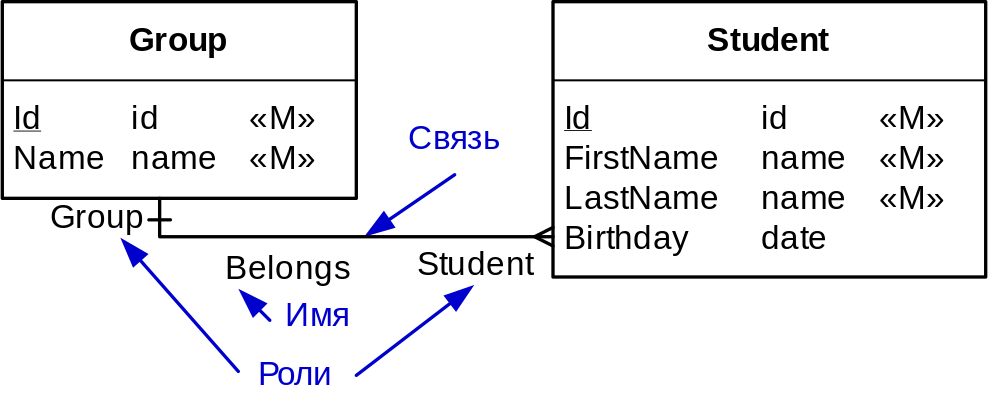 Group
Id id «M»
Name name «M»
Student
Id id «M»
FirstName name «M»
LastName name «M»
Birthday date
Связь
Group
Belongs
Student
Имя
Роли